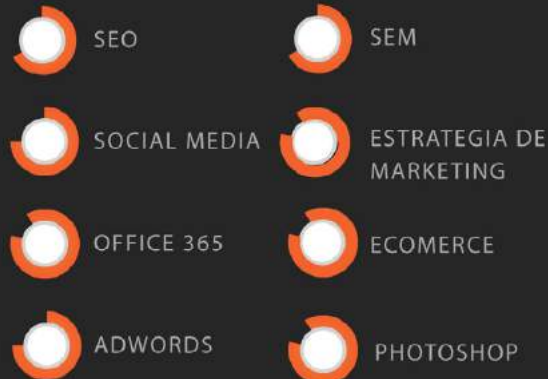 SEO
SEM
SOCIAL MEDIA
ESTRATEGIA DE
MARKETING
OFFICE 365
ECOMERCE
ADWORDS
PHOTOSHOP